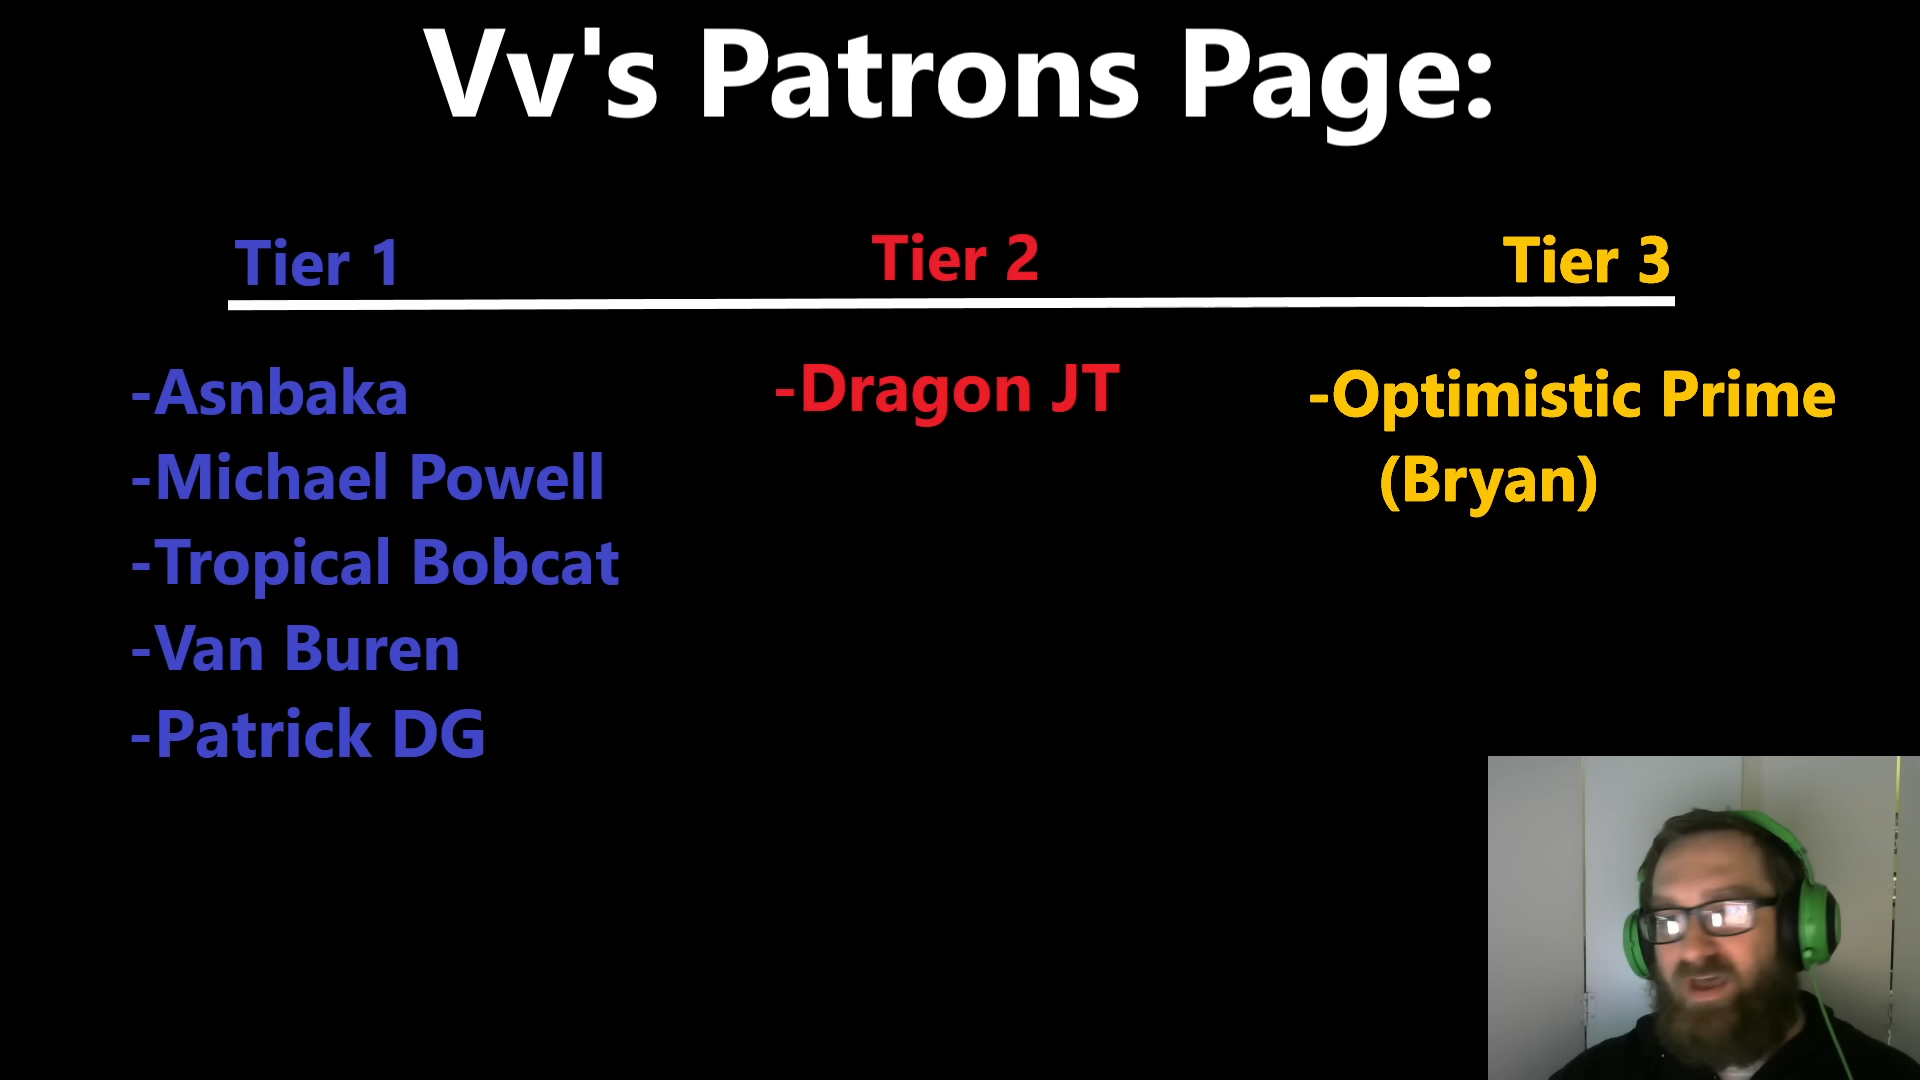 Vv's Patrons Page:
Tier 1
Tier 2
Tier 3
-Asnbaka
-Michael Powell
-Tropical Bobcat
-Van Buren
-Patrick DG
-Dragon JT
-Optimistic Prime
(Bryan)